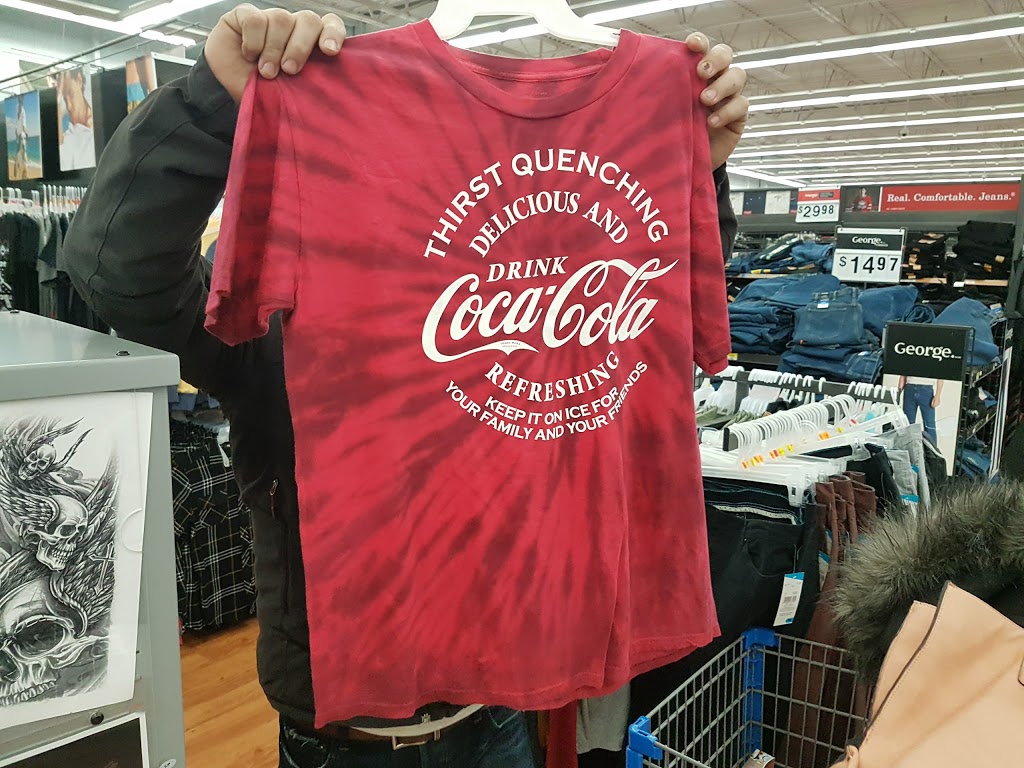 THIRST QUENCHING
DELICIOUS AND
DRINK
Coca-Cola
REFRESHING
KEEP IT ON ICE FOR
YOUR FAMILY AND YOUR FRIENDS
$29.98
Real. Comfortable. Jeans.
George.
$14.97
George.